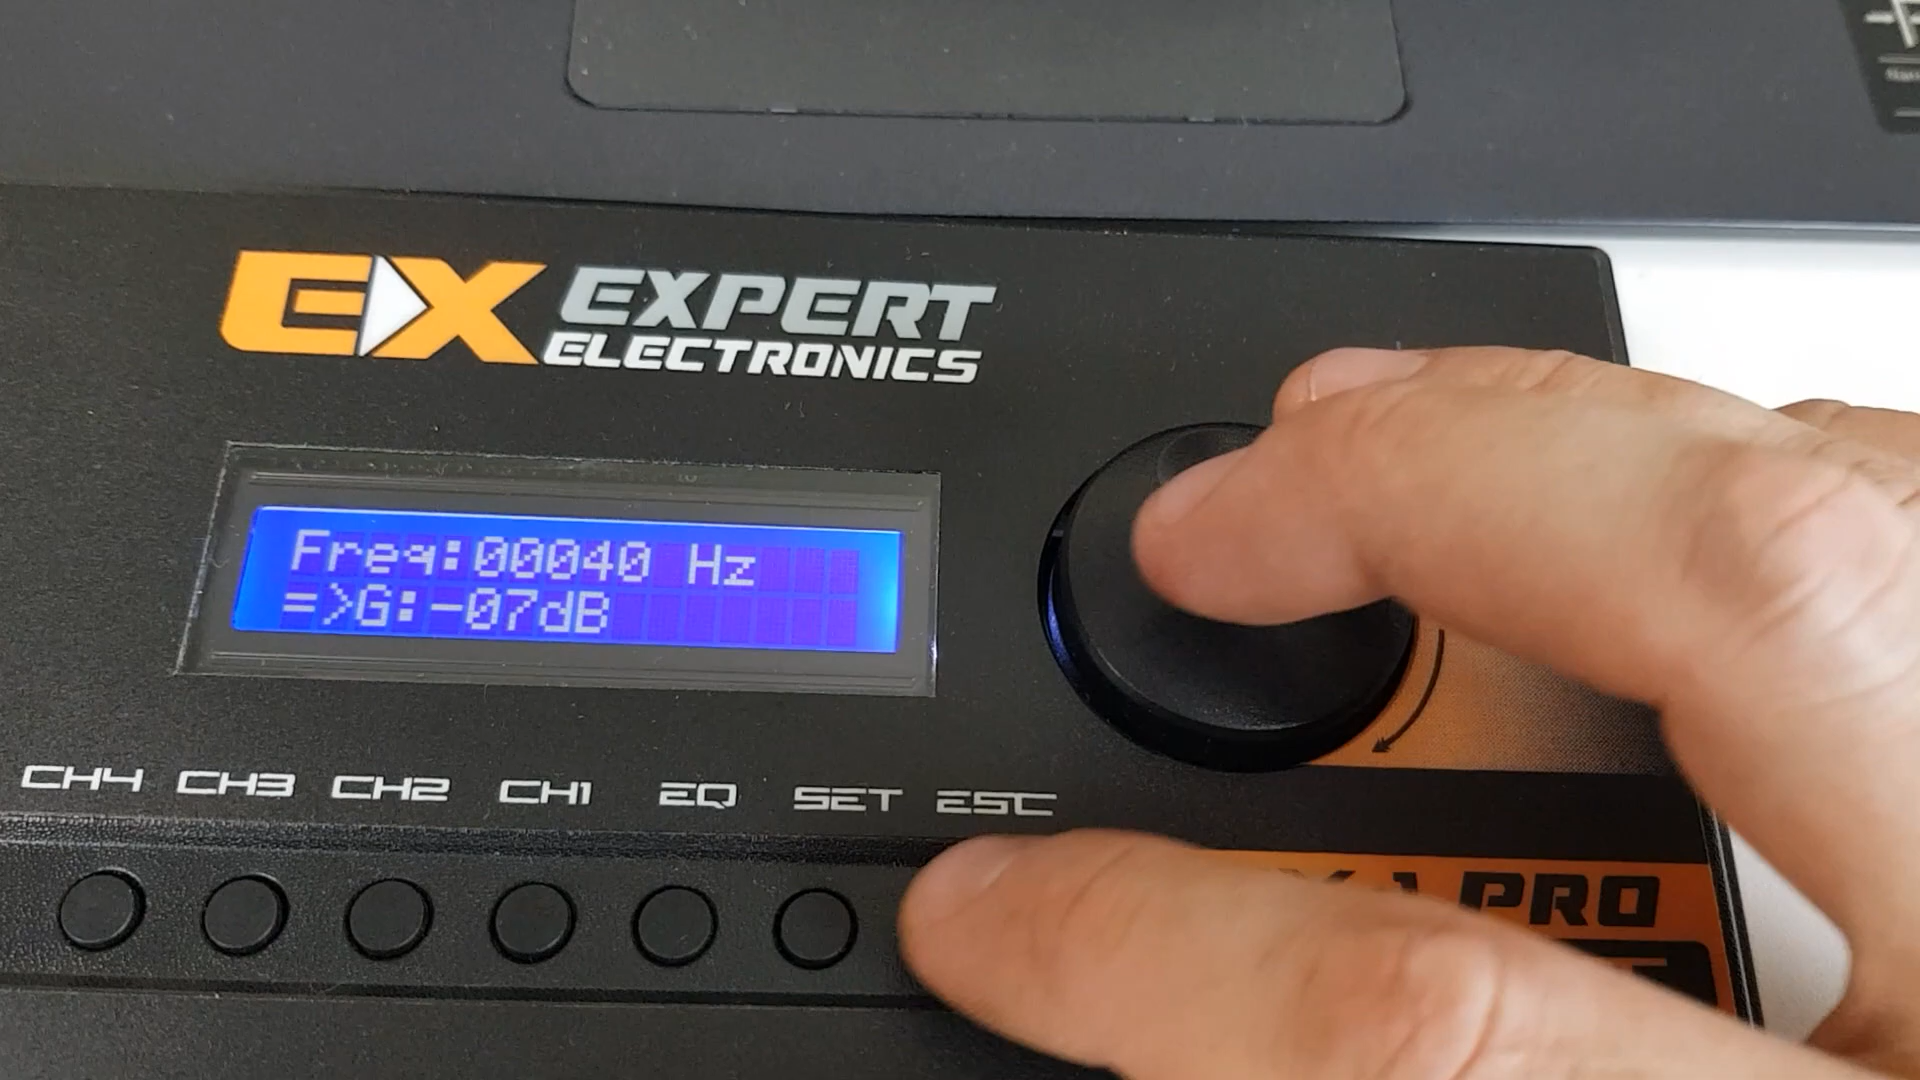 EX EXPERT
ELECTRONICS
Freq:00040 Hz
=>G:-07dB
CH4 CH3 CH2 CH1 EQ SET ESC
PRO